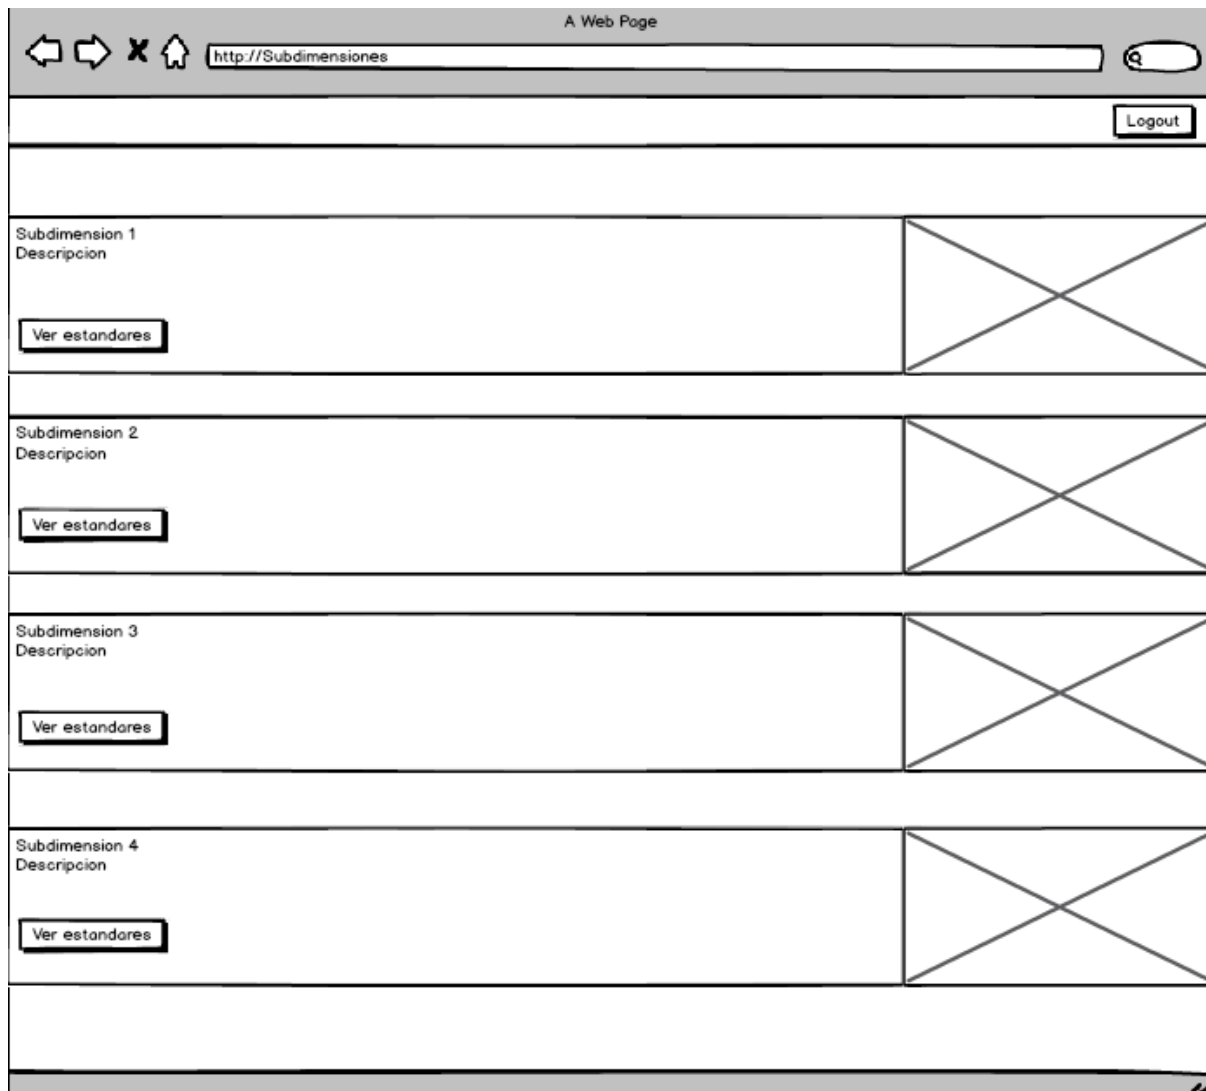 A Web Page
http://Subdimensiones
Logout
Subdimension 1
Descripcion
Ver estandares
Subdimension 2
Descripcion
Ver estandares
Subdimension 3
Descripcion
Ver estandares
Subdimension 4
Descripcion
Ver estandares